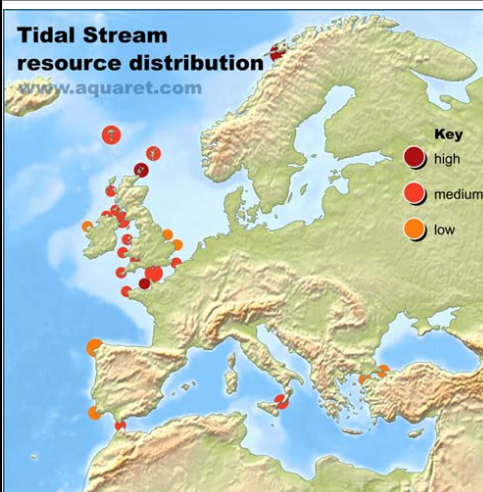 Tidal Stream
resource distribution
www.aquaret.com
Key
high
medium
low